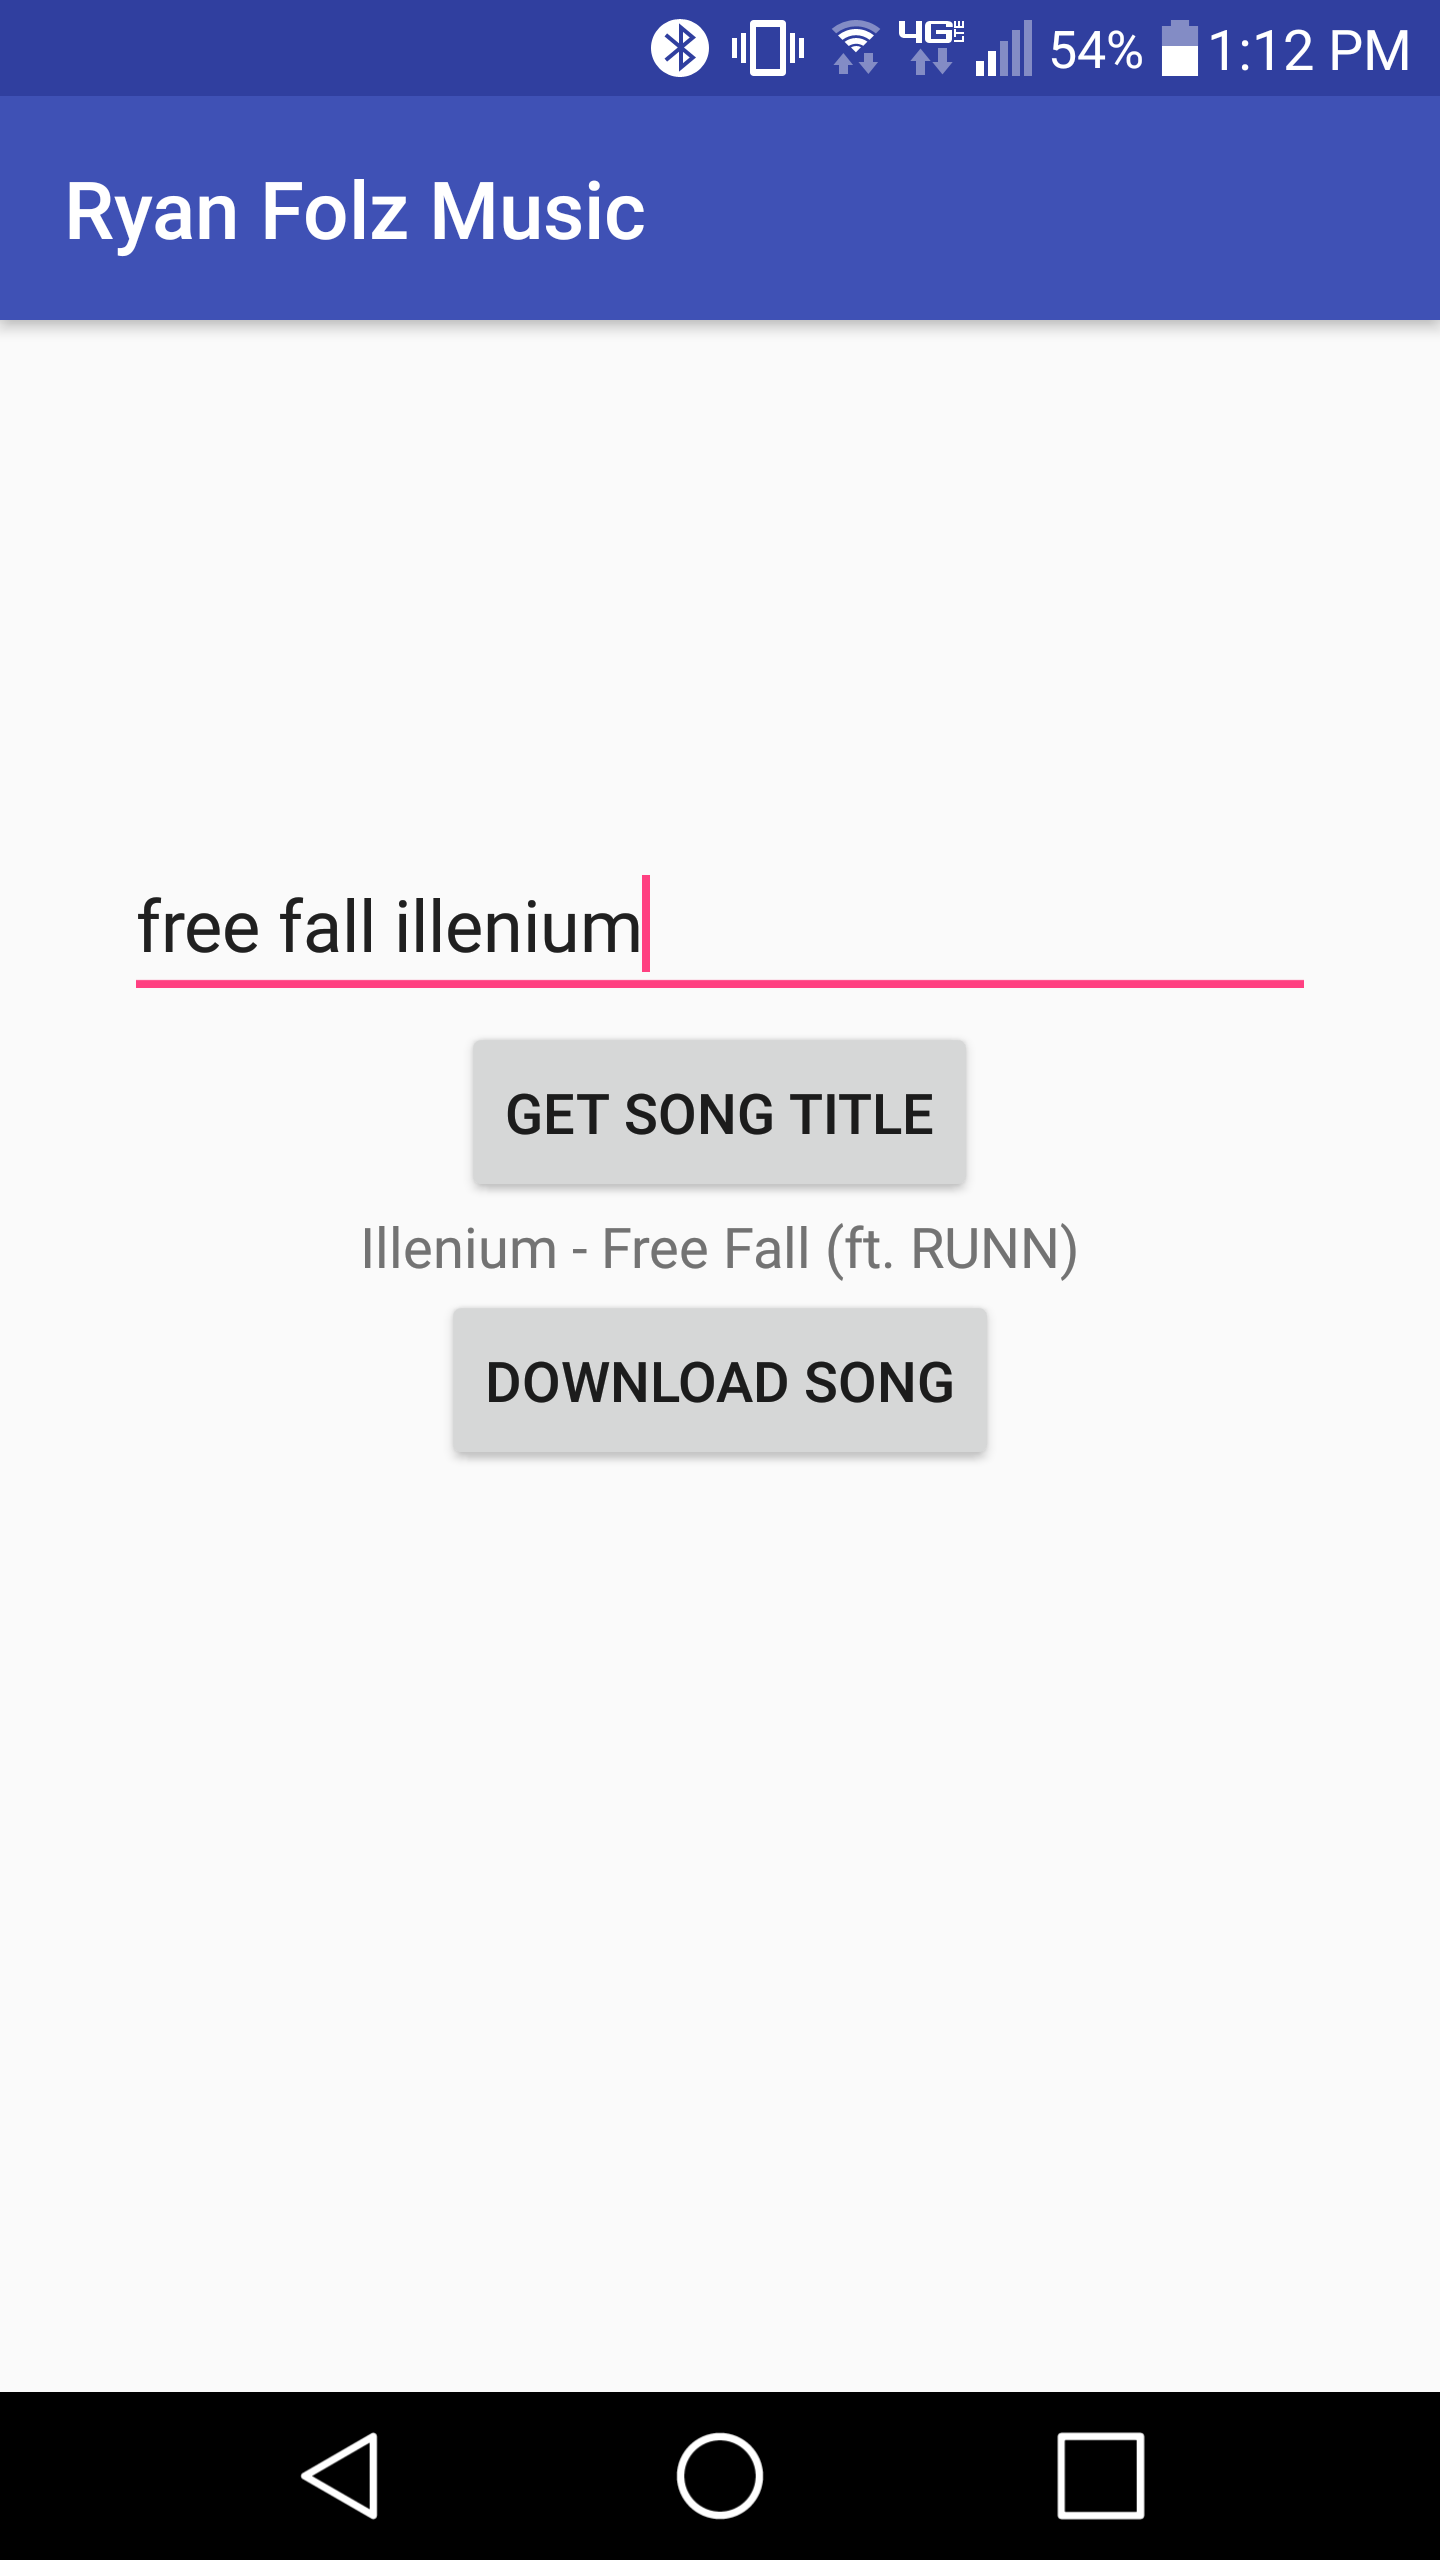 4G LTE 54% 1:12 PM
Ryan Folz Music
free fall illenium
GET SONG TITLE
Illenium - Free Fall (ft. RUNN)
DOWNLOAD SONG